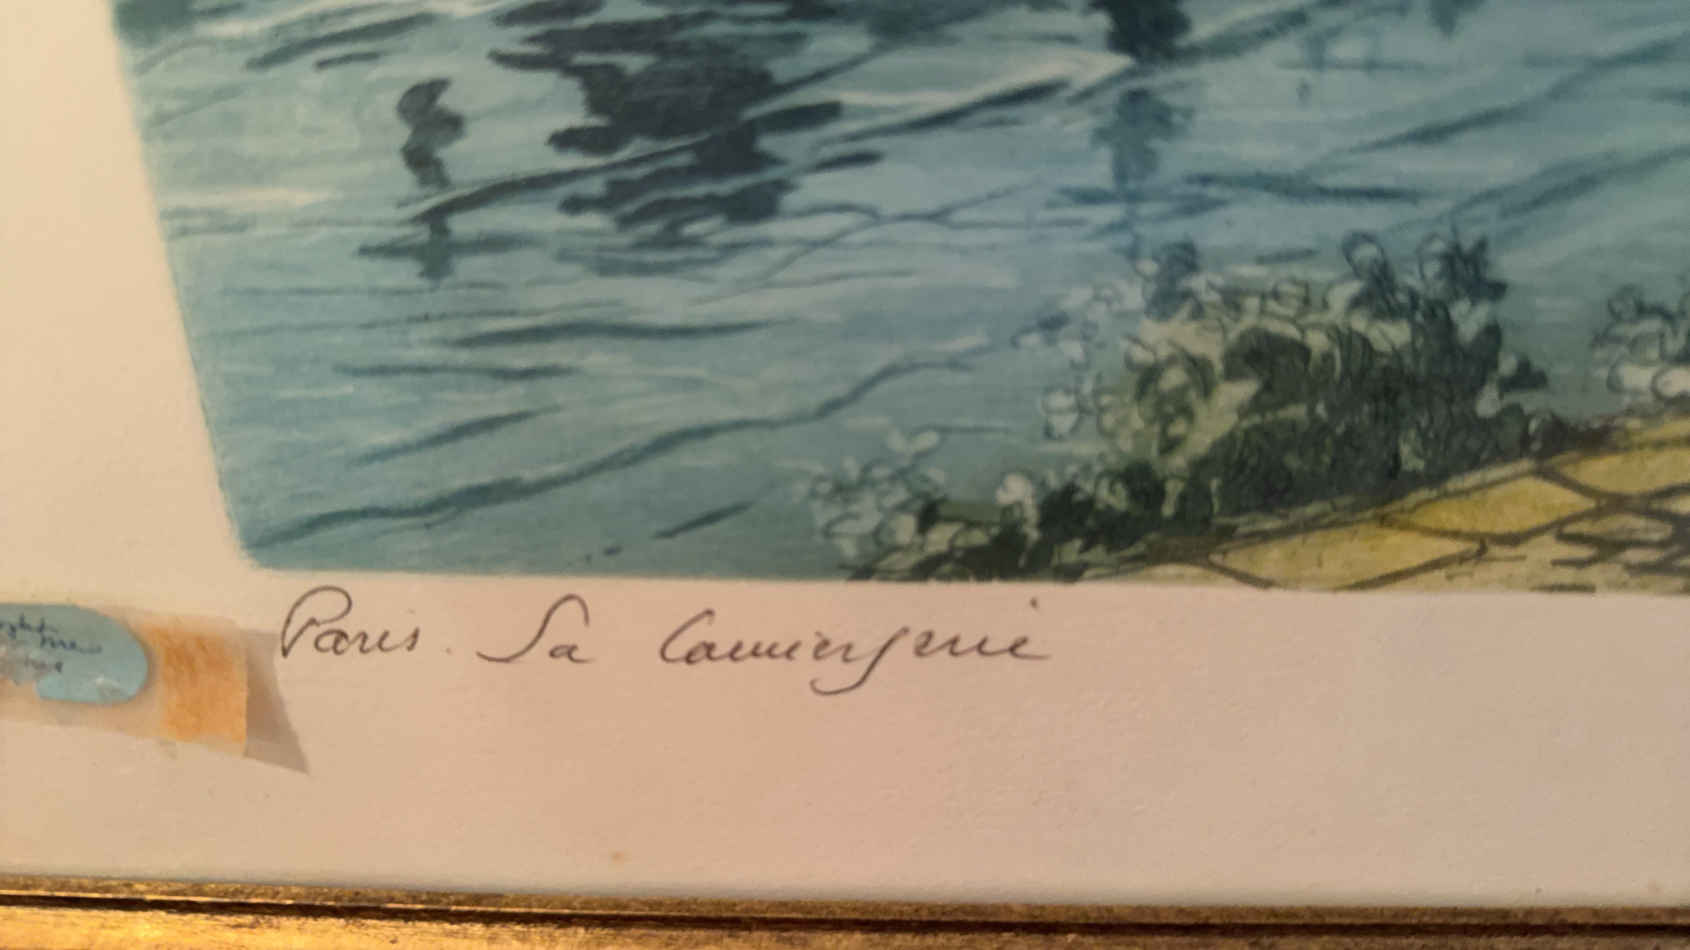 Paris. La Conciergerie